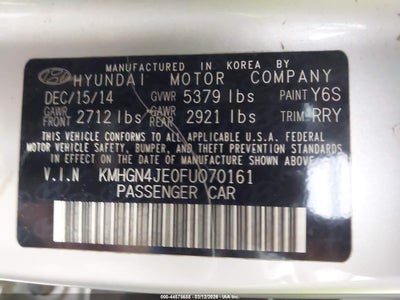 MANUFACTURED IN KOREA BY
HYUNDAI MOTOR COMPANY
DEC/15/14 GVWR 5379 lbs PAINT Y6S
GAWR FRONT 2712 lbs GAWR REAR 2921 lbs TRIM RRY
THIS VEHICLE CONFORMS TO ALL APPLICABLE U.S.A. FEDERAL
MOTOR VEHICLE SAFETY, BUMPER, AND THEFT PREVENTION
STANDARDS IN EFFECT ON THE DATE OF MANUFACTURE SHOWN ABOVE.
V.I.N KMHGN4JE0FU070161
PASSENGER CAR